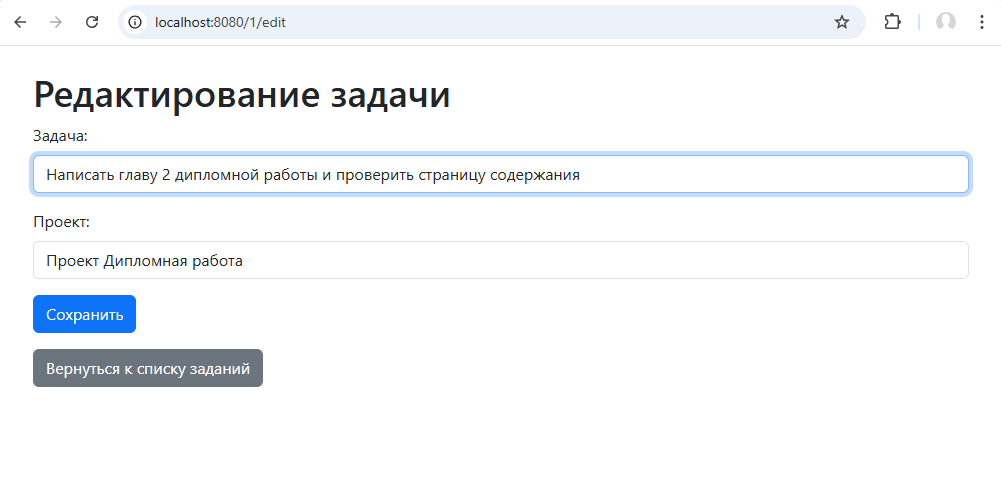 localhost:8080/1/edit
Редактирование задачи
Задача:
Написать главу 2 дипломной работы и проверить страницу содержания
Проект:
Проект Дипломная работа
Сохранить
Вернуться к списку заданий